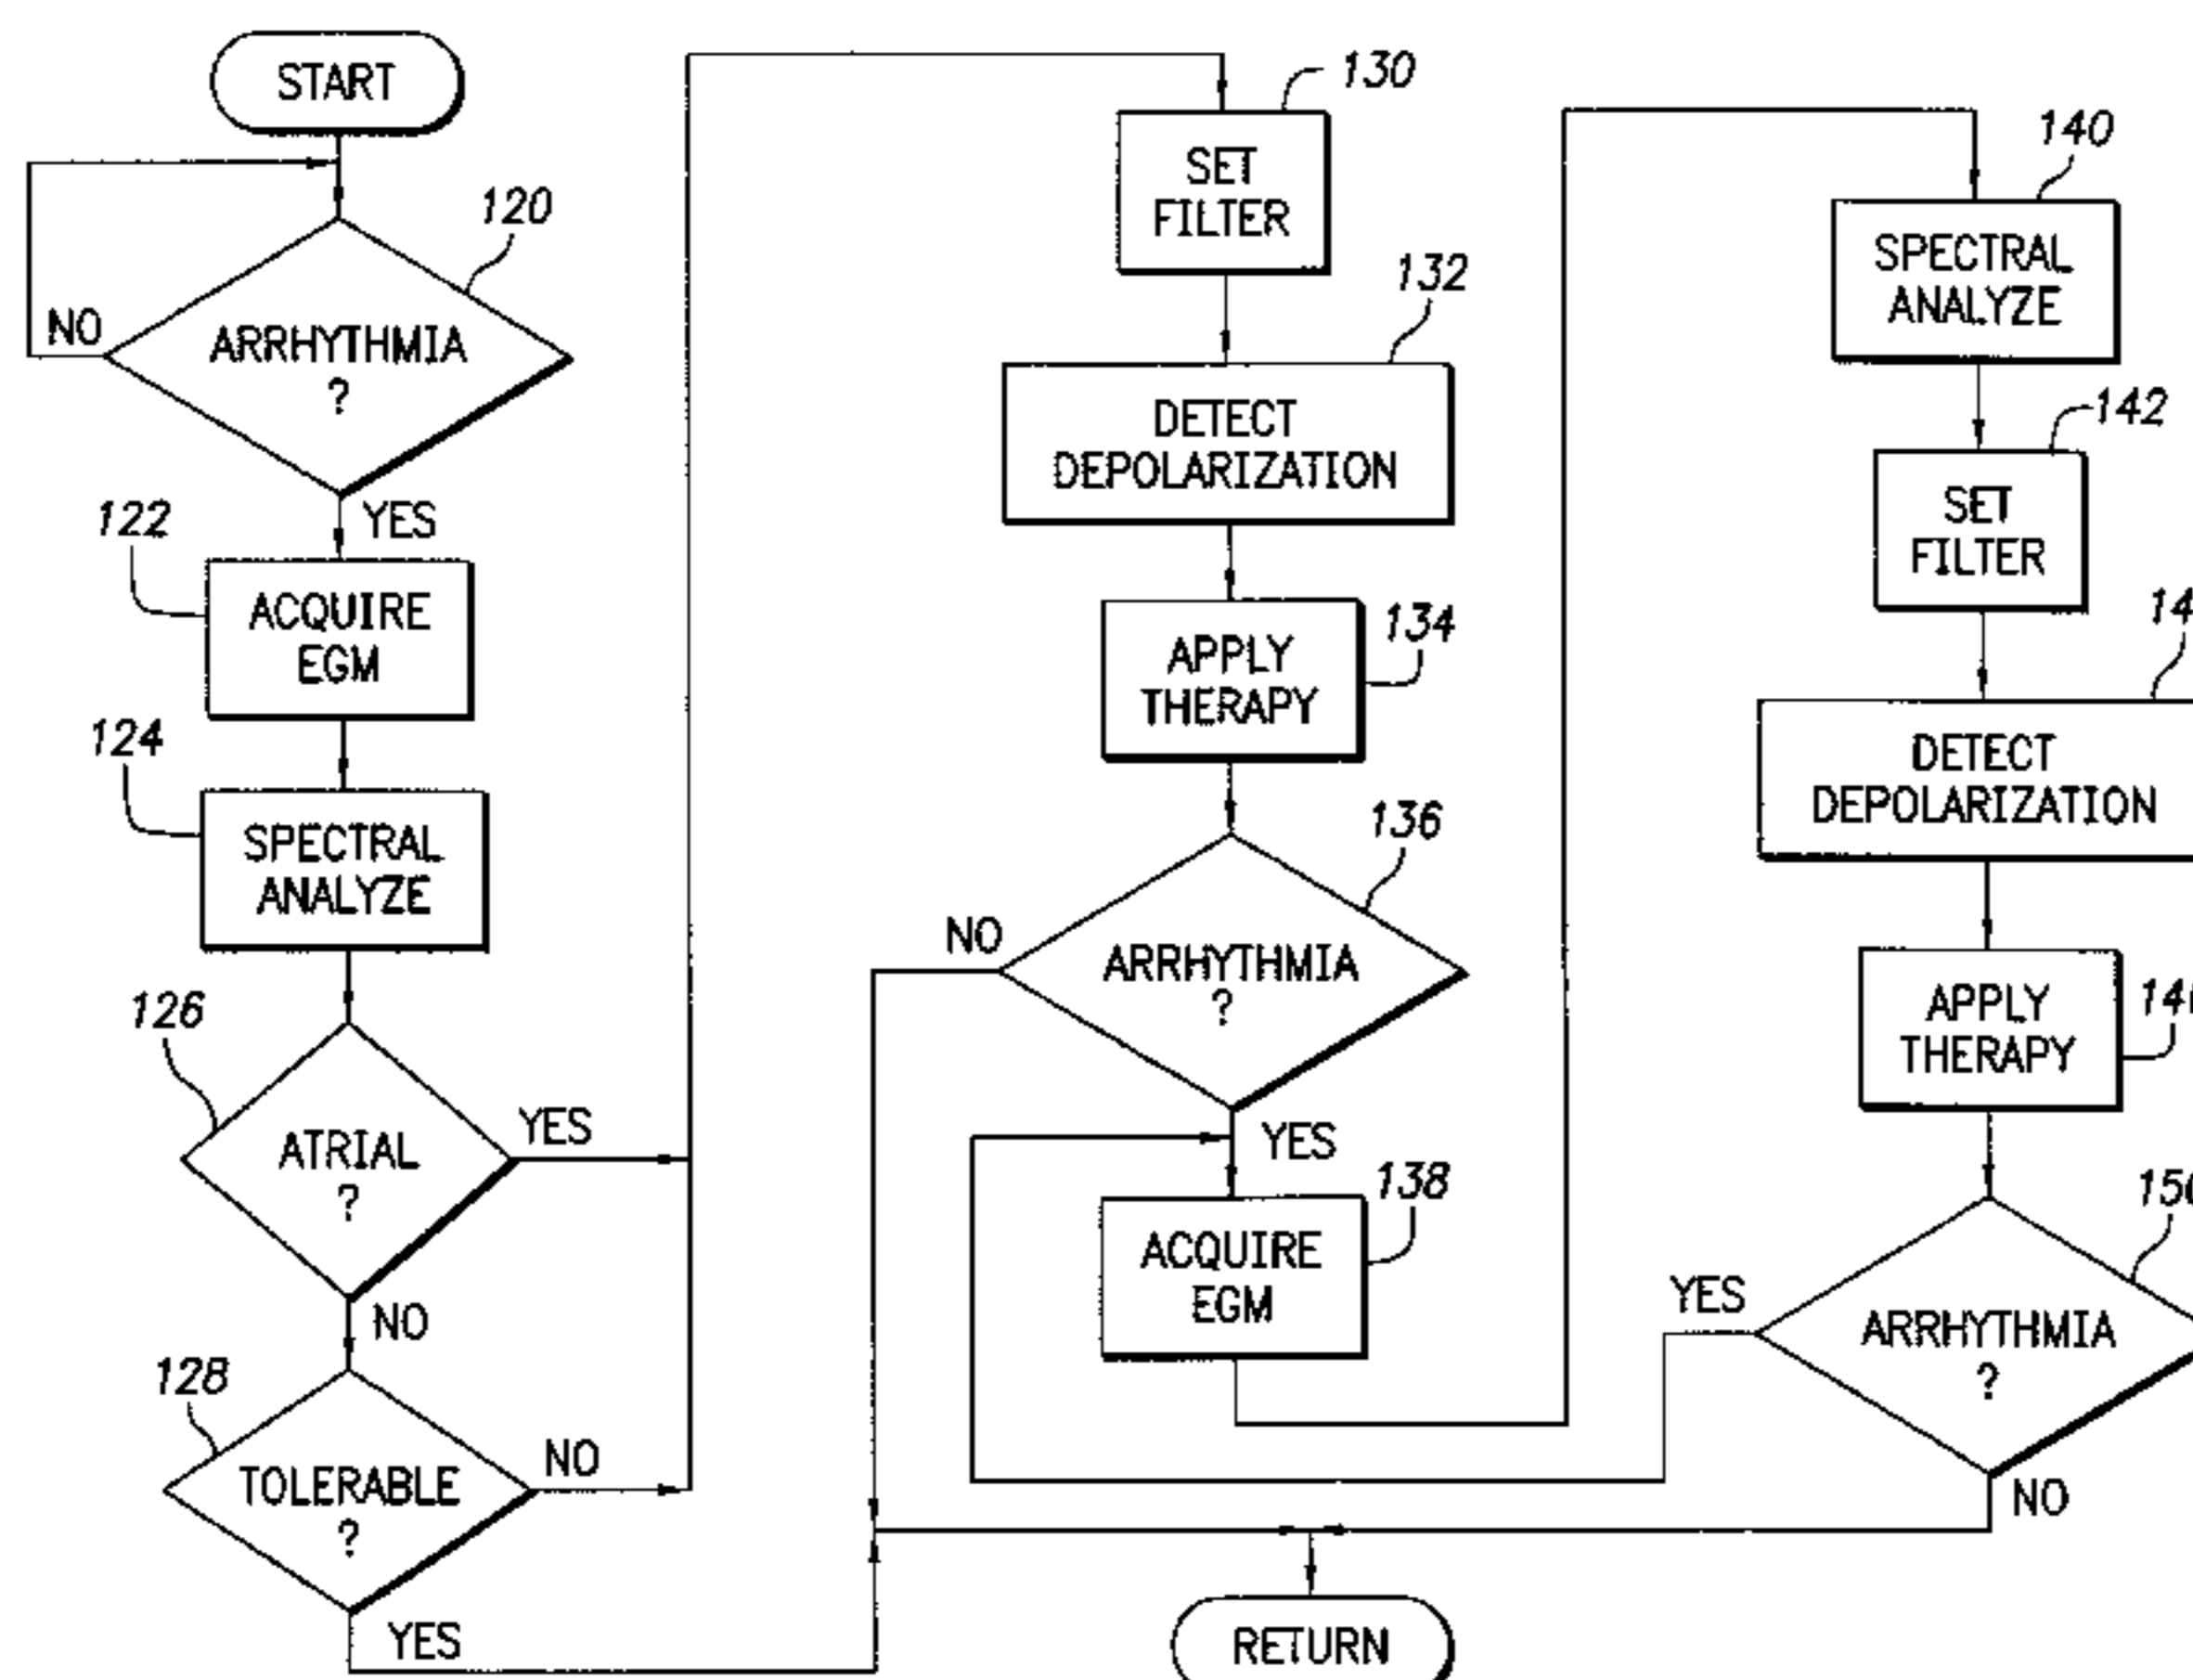 START
120
NO
ARRHYTHMIA
?
YES
122
ACQUIRE
EGM
124
SPECTRAL
ANALYZE
126
ATRIAL
?
YES
NO
128
TOLERABLE
?
NO
YES
130
SET
FILTER
132
DETECT
DEPOLARIZATION
134
APPLY
THERAPY
136
NO
ARRHYTHMIA
?
YES
138
ACQUIRE
EGM
RETURN
140
SPECTRAL
ANALYZE
142
SET
FILTER
DETECT
DEPOLARIZATION
APPLY
THERAPY
YES
ARRHYTHMIA
?
NO